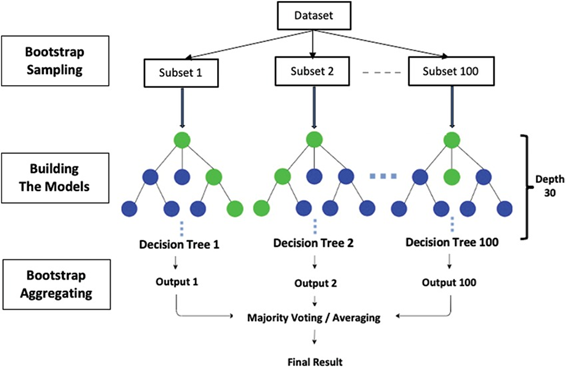 Dataset
Bootstrap
Sampling
Subset 1
Subset 2
Subset 100
Building
The Models
Depth
30
Decision Tree 1
Decision Tree 2
Decision Tree 100
Bootstrap
Aggregating
Output 1
Output 2
Output 100
Majority Voting / Averaging
Final Result